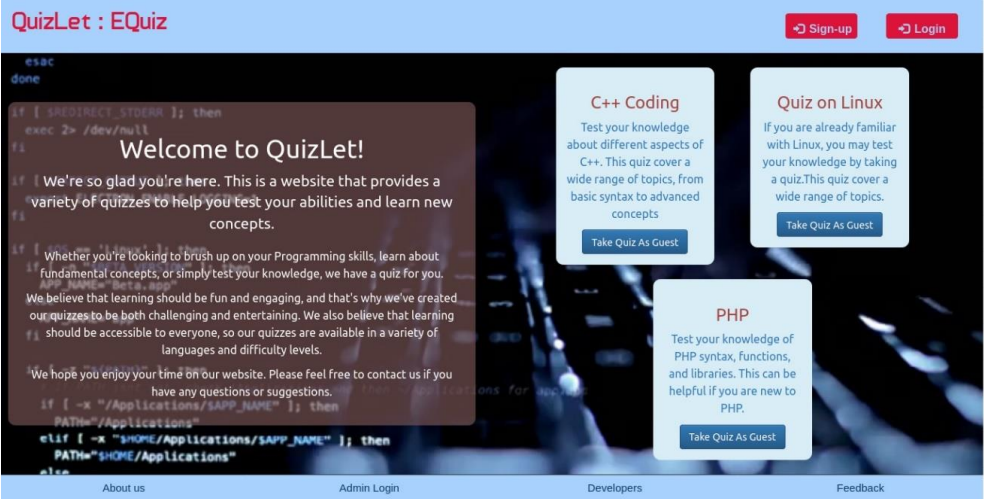 QuizLet : EQuiz
Sign-up
Login
esac
done
if [ $REDIRECT_STDERR ]; then
exec 2> /dev/null
fi
Welcome to QuizLet!
We're so glad you're here. This is a website that provides a
variety of quizzes to help you test your abilities and learn new
concepts.
Whether you're looking to brush up on your Programming skills, learn about
fundamental concepts, or simply test your knowledge, we have a quiz for you.
APP_NAME="Beta.app"
We believe that learning should be fun and engaging, and that's why we've created
our quizzes to be both challenging and entertaining. We also believe that learning
should be accessible to everyone, so our quizzes are available in a variety of
languages and difficulty levels.
We hope you enjoy your time on our website. Please feel free to contact us if you
have any questions or suggestions.
if [ -x "/Applications/$APP_NAME" ]; then
PATH="/Applications"
elif [ -x "$HOME/Applications/$APP_NAME" ]; then
PATH="$HOME/Applications"
else
C++ Coding
Test your knowledge
about different aspects of
C++. This quiz cover a
wide range of topics, from
basic syntax to advanced
concepts
Take Quiz As Guest
Quiz on Linux
If you are already familiar
with Linux, you may test
your knowledge by taking
a quiz.This quiz cover a
wide range of topics.
Take Quiz As Guest
PHP
Test your knowledge of
PHP syntax, functions,
and libraries. This can be
helpful if you are new to
PHP.
Take Quiz As Guest
About us
Admin Login
Developers
Feedback